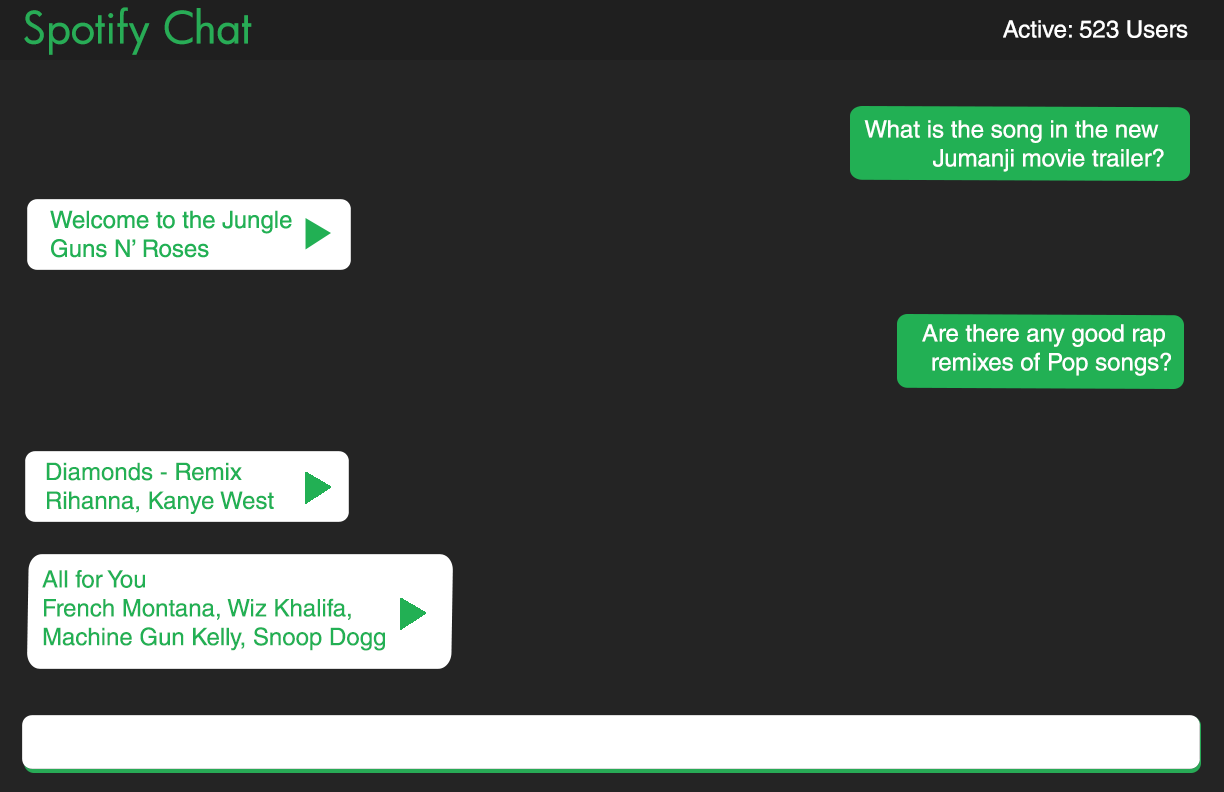 Spotify Chat
Active: 523 Users
What is the song in the new
Jumanji movie trailer?
Welcome to the Jungle
Guns N’ Roses
Are there any good rap
remixes of Pop songs?
Diamonds - Remix
Rihanna, Kanye West
All for You
French Montana, Wiz Khalifa,
Machine Gun Kelly, Snoop Dogg